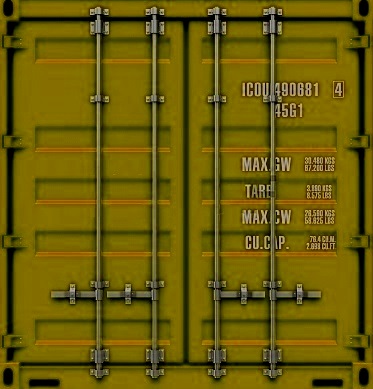 ICOU 490681 4
45G1
MAX.GW 30.480 KGS
67.200 LBS
TARE 3.890 KGS
8.575 LBS
MAX.CW 26.590 KGS
58.625 LBS
CU.CAP. 76.4 CU.M.
2.698 CU.FT.